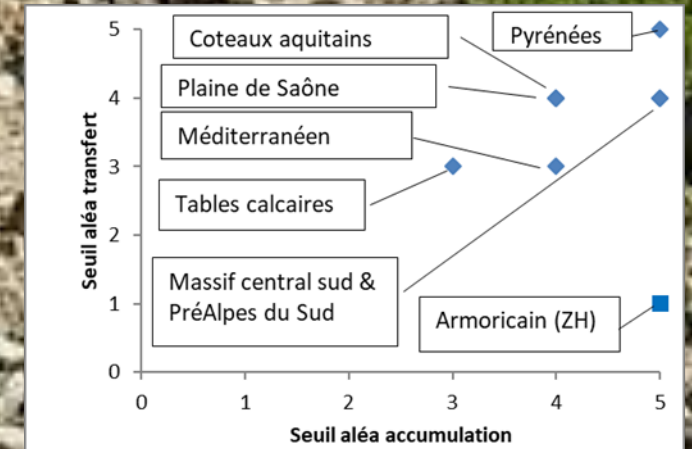 Coteaux aquitains
Pyrénées
Plaine de Saône
Méditerranéen
Tables calcaires
Massif central sud &
PréAlpes du Sud
Armoricain (ZH)
Seuil aléa transfert
5
4
3
2
1
0
0 1 2 3 4 5
Seuil aléa accumulation